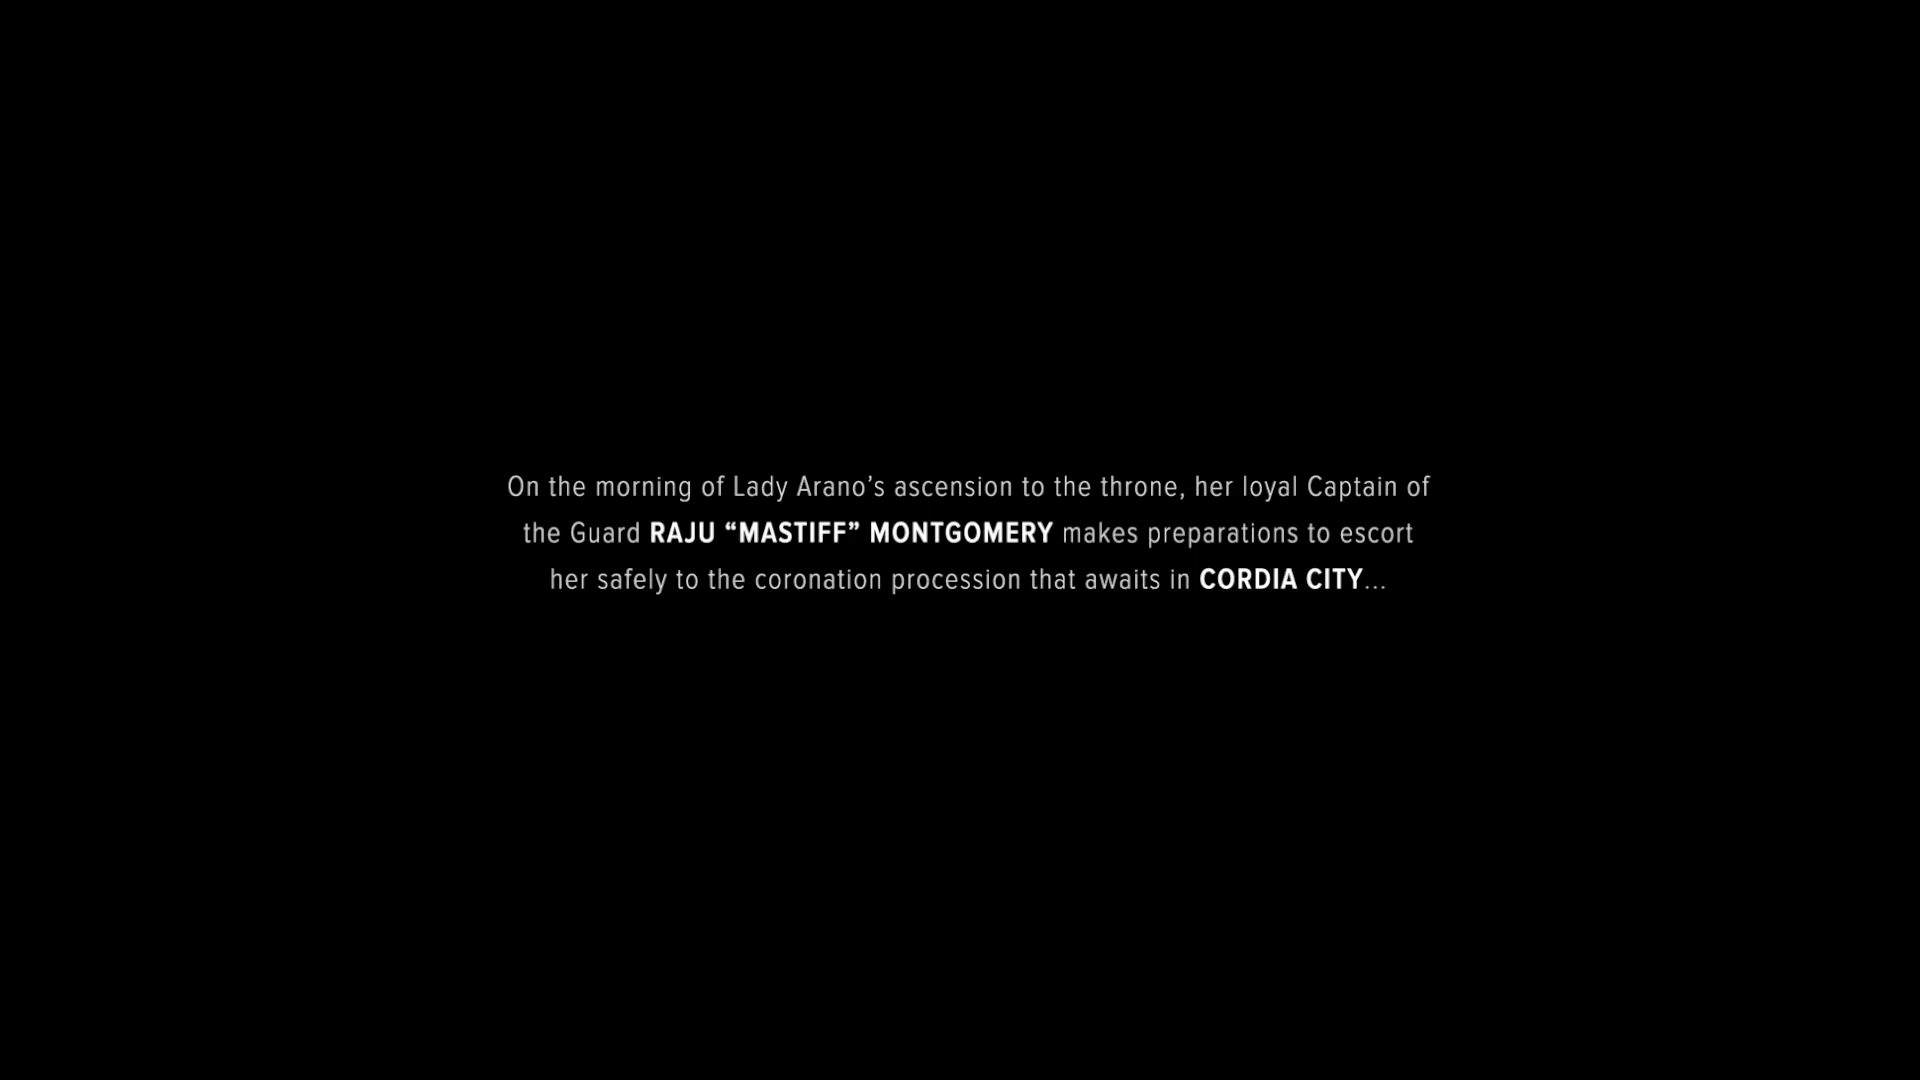 On the morning of Lady Arano’s ascension to the throne, her loyal Captain of
the Guard RAJU “MASTIFF” MONTGOMERY makes preparations to escort
her safely to the coronation procession that awaits in CORDIA CITY...